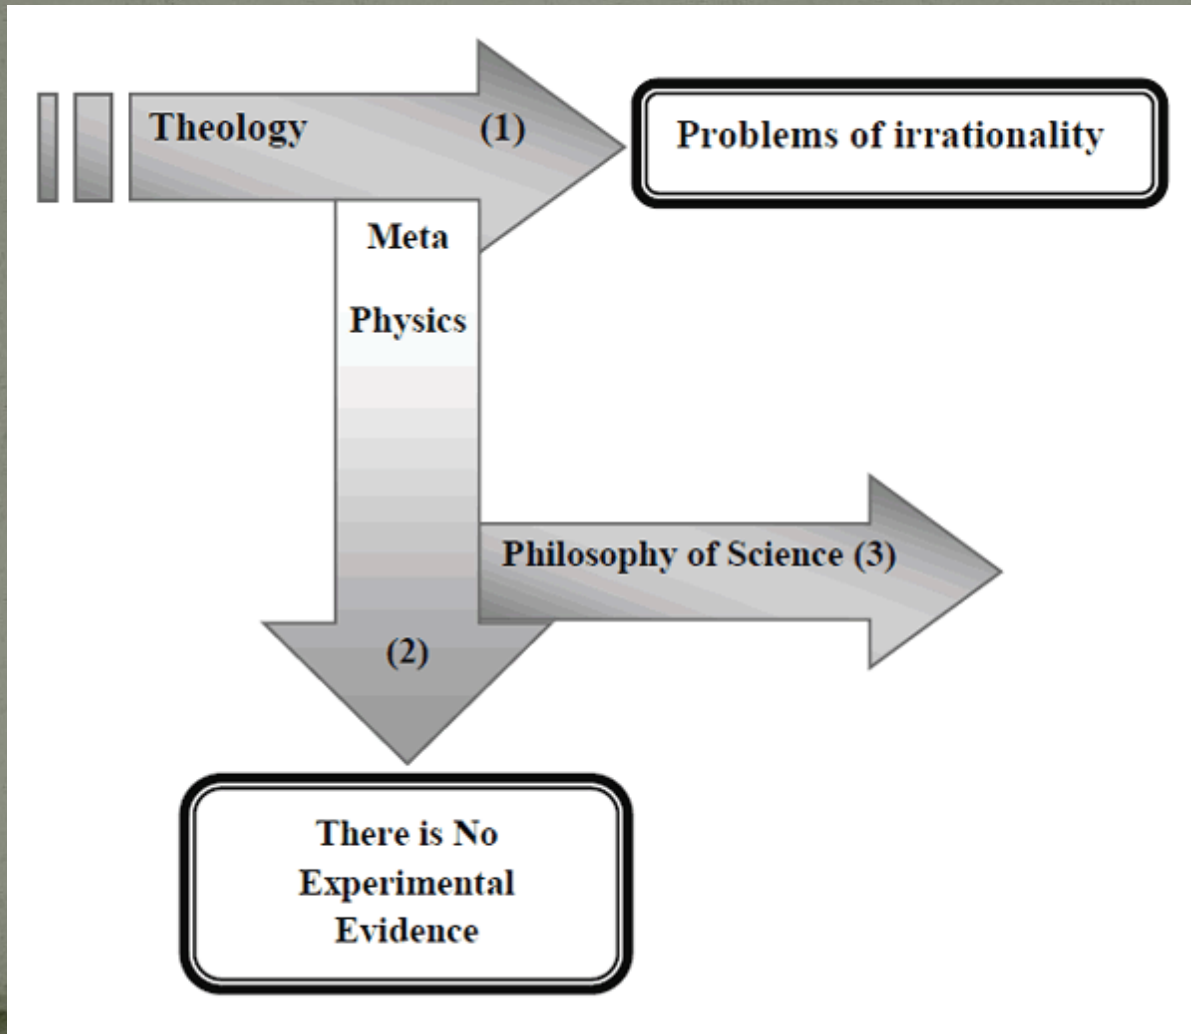 Theology (1)
Problems of irrationality
Meta
Physics
Philosophy of Science (3)
(2)
There is No
Experimental
Evidence